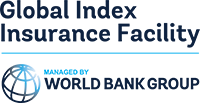 Global Index
Insurance Facility
MANAGED BY
WORLD BANK GROUP